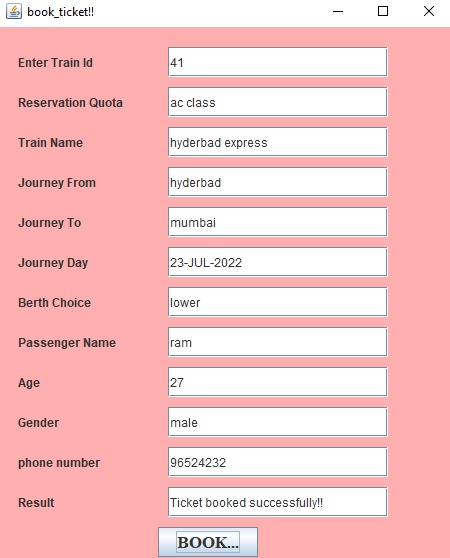 book_ticket!!
Enter Train Id 41
Reservation Quota ac class
Train Name hyderbad express
Journey From hyderbad
Journey To mumbai
Journey Day 23-JUL-2022
Berth Choice lower
Passenger Name ram
Age 27
Gender male
phone number 96524232
Result Ticket booked successfully!!
BOOK...